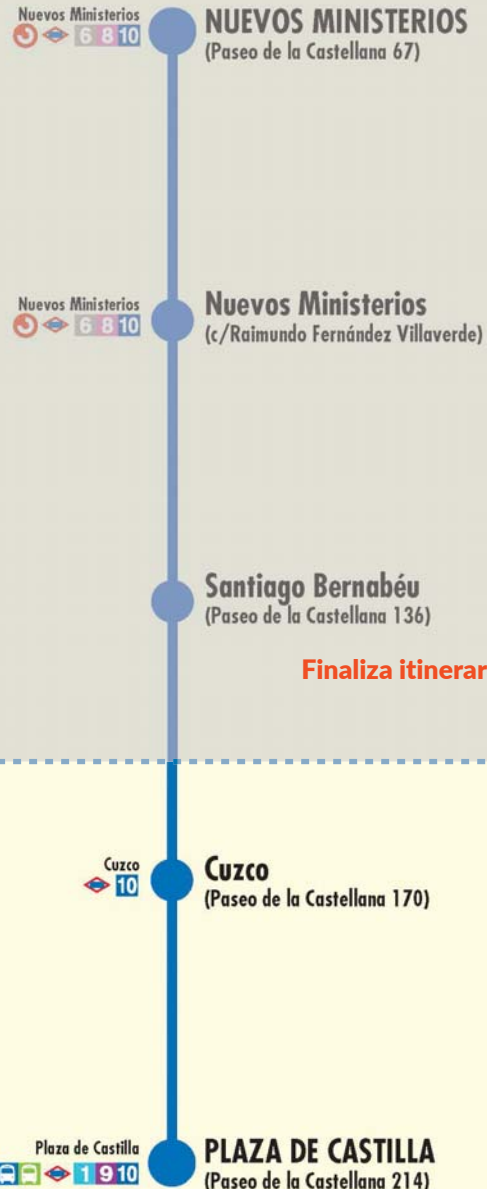 Nuevos Ministerios
6 8 10
NUEVOS MINISTERIOS
(Paseo de la Castellana 67)
Nuevos Ministerios
6 8 10
Nuevos Ministerios
(c/Raimundo Fernández Villaverde)
Santiago Bernabéu
(Paseo de la Castellana 136)
Finaliza itinerar
Cuzco
10
Cuzco
(Paseo de la Castellana 170)
Plaza de Castilla
1 9 10
PLAZA DE CASTILLA
(Paseo de la Castellana 214)